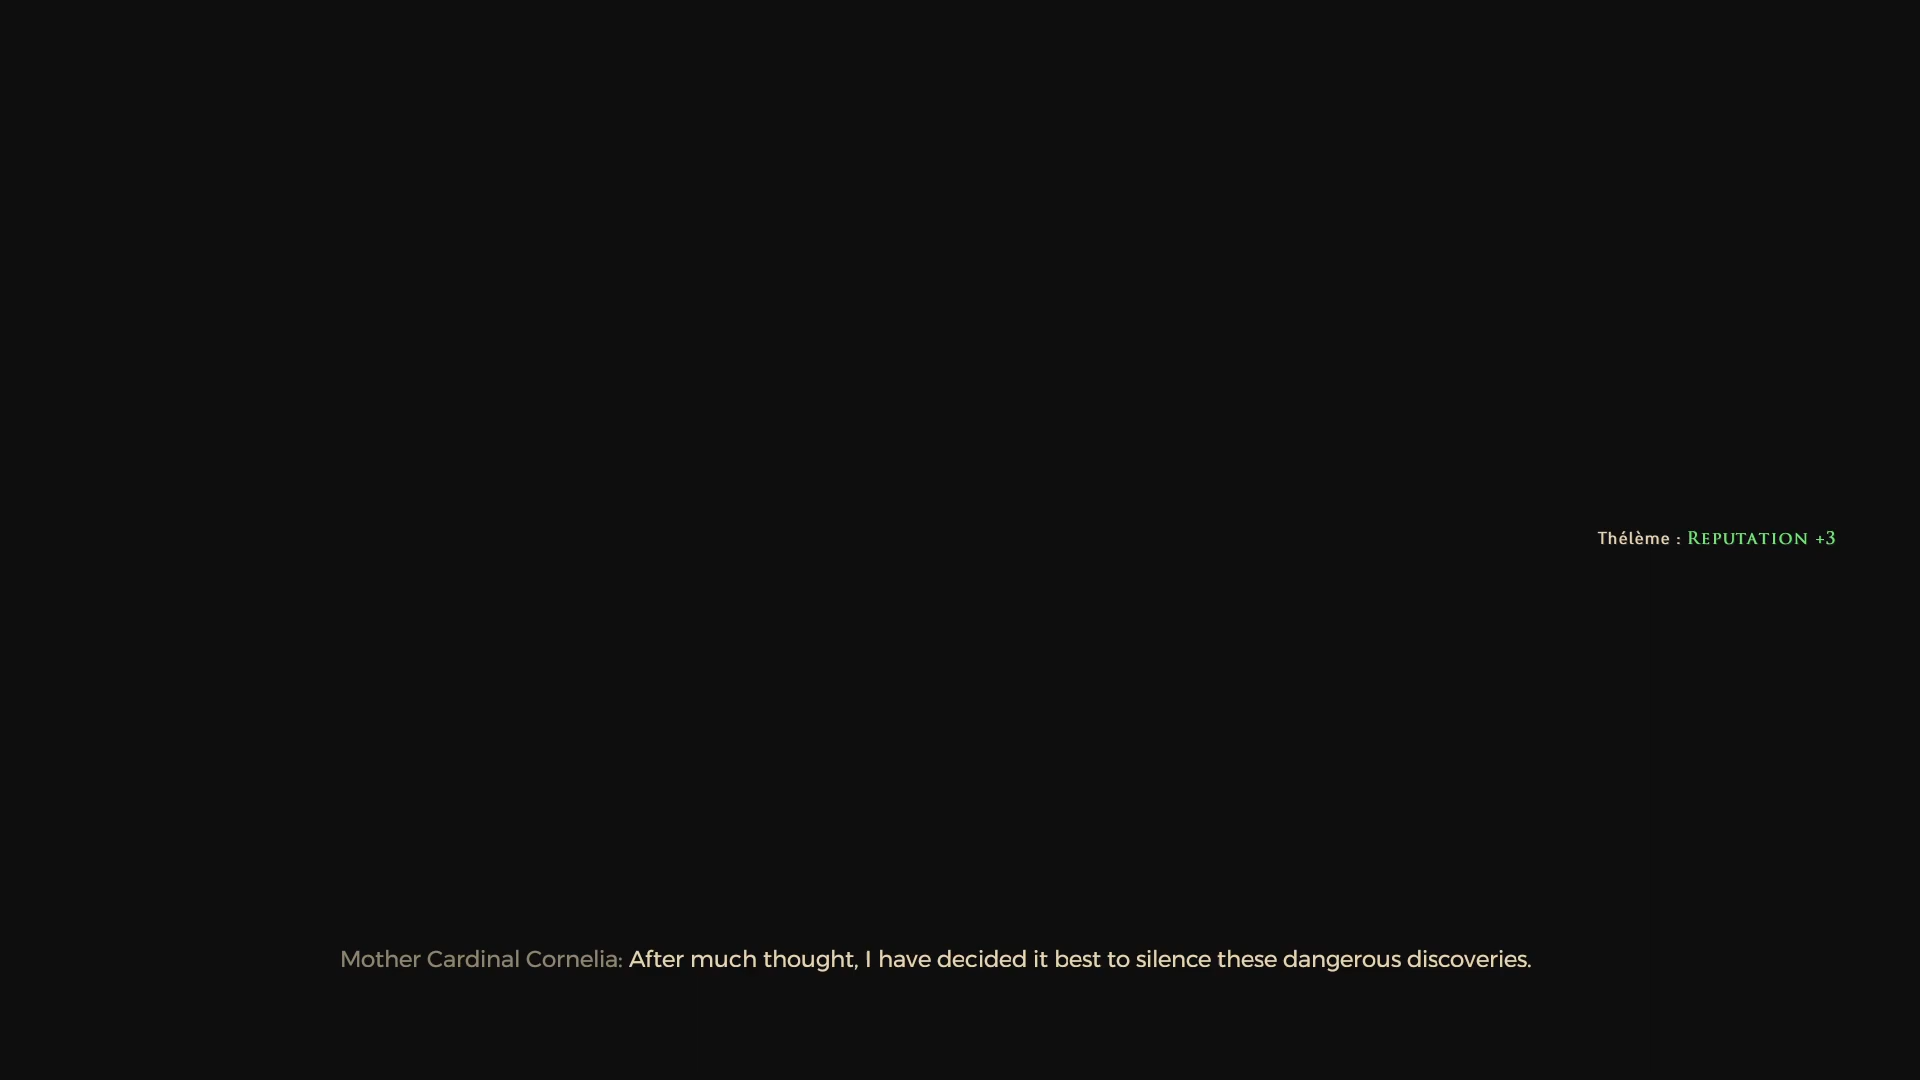 Thélème : Reputation +3
Mother Cardinal Cornelia: After much thought, I have decided it best to silence these dangerous discoveries.